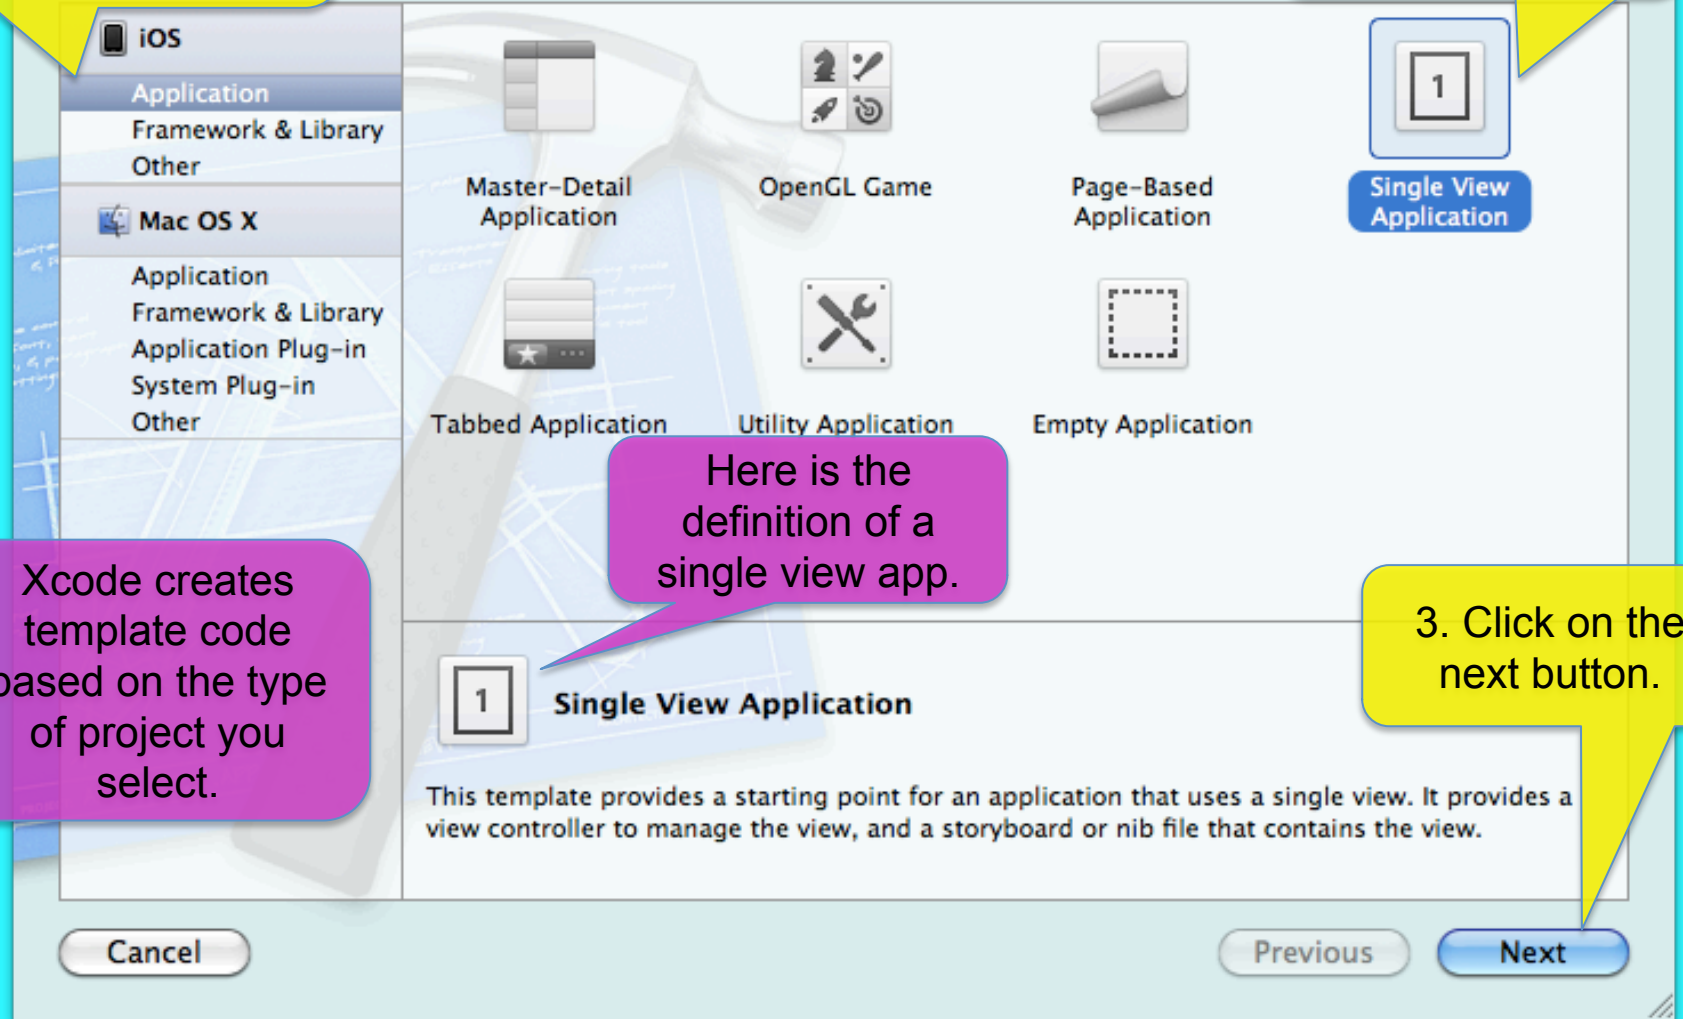 iOS
Application
Framework & Library
Other
Mac OS X
Application
Framework & Library
Application Plug-in
System Plug-in
Other
Master-Detail
Application
OpenGL Game
Page-Based
Application
1
Single View
Application
Tabbed Application
Utility Application
Empty Application
Here is the
definition of a
single view app.
Xcode creates
template code
based on the type
of project you
select.
3. Click on the
next button.
1
Single View Application
This template provides a starting point for an application that uses a single view. It provides a
view controller to manage the view, and a storyboard or nib file that contains the view.
Cancel
Previous
Next